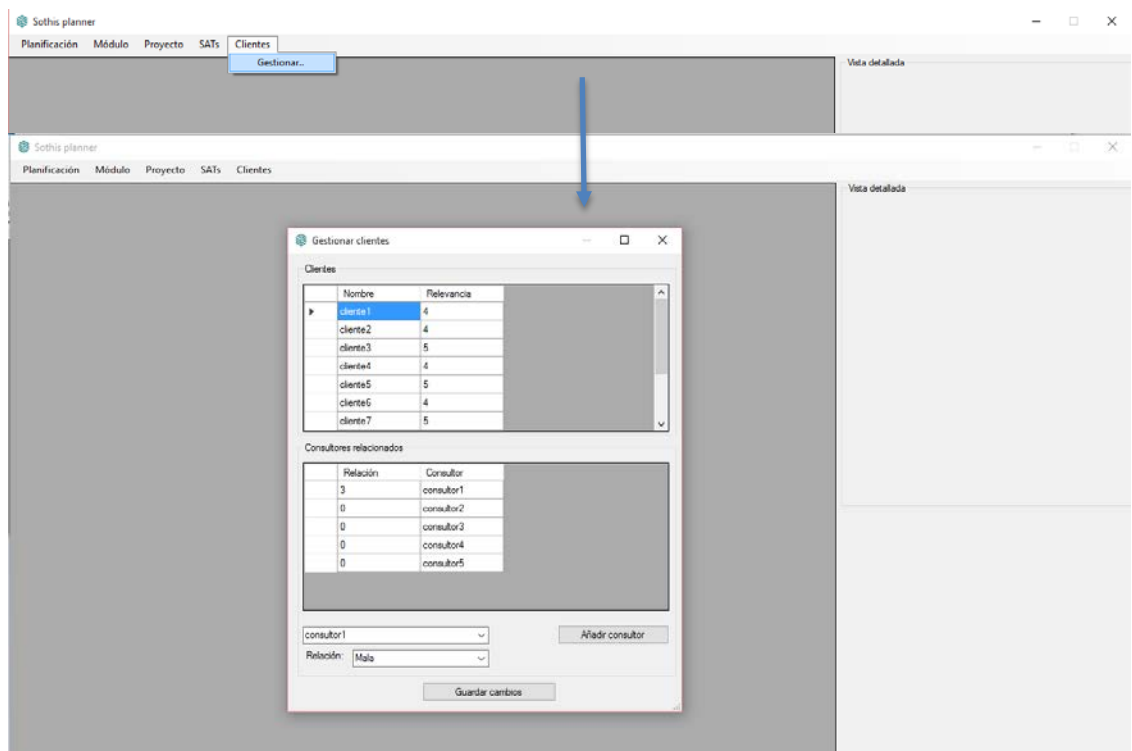 Sothis planner
Planificación Módulo Proyecto SATs Clientes
Gestionar...
Vista detallada
Sothis planner
Planificación Módulo Proyecto SATs Clientes
Vista detallada
Gestionar clientes
Clientes
Nombre Relevancia
cliente1 4
cliente2 4
cliente3 5
cliente4 4
cliente5 5
cliente6 4
cliente7 5
Consultores relacionados
Relación Consultor
3 consultor1
0 consultor2
0 consultor3
0 consultor4
0 consultor5
consultor1 Añadir consultor
Relación: Mala
Guardar cambios